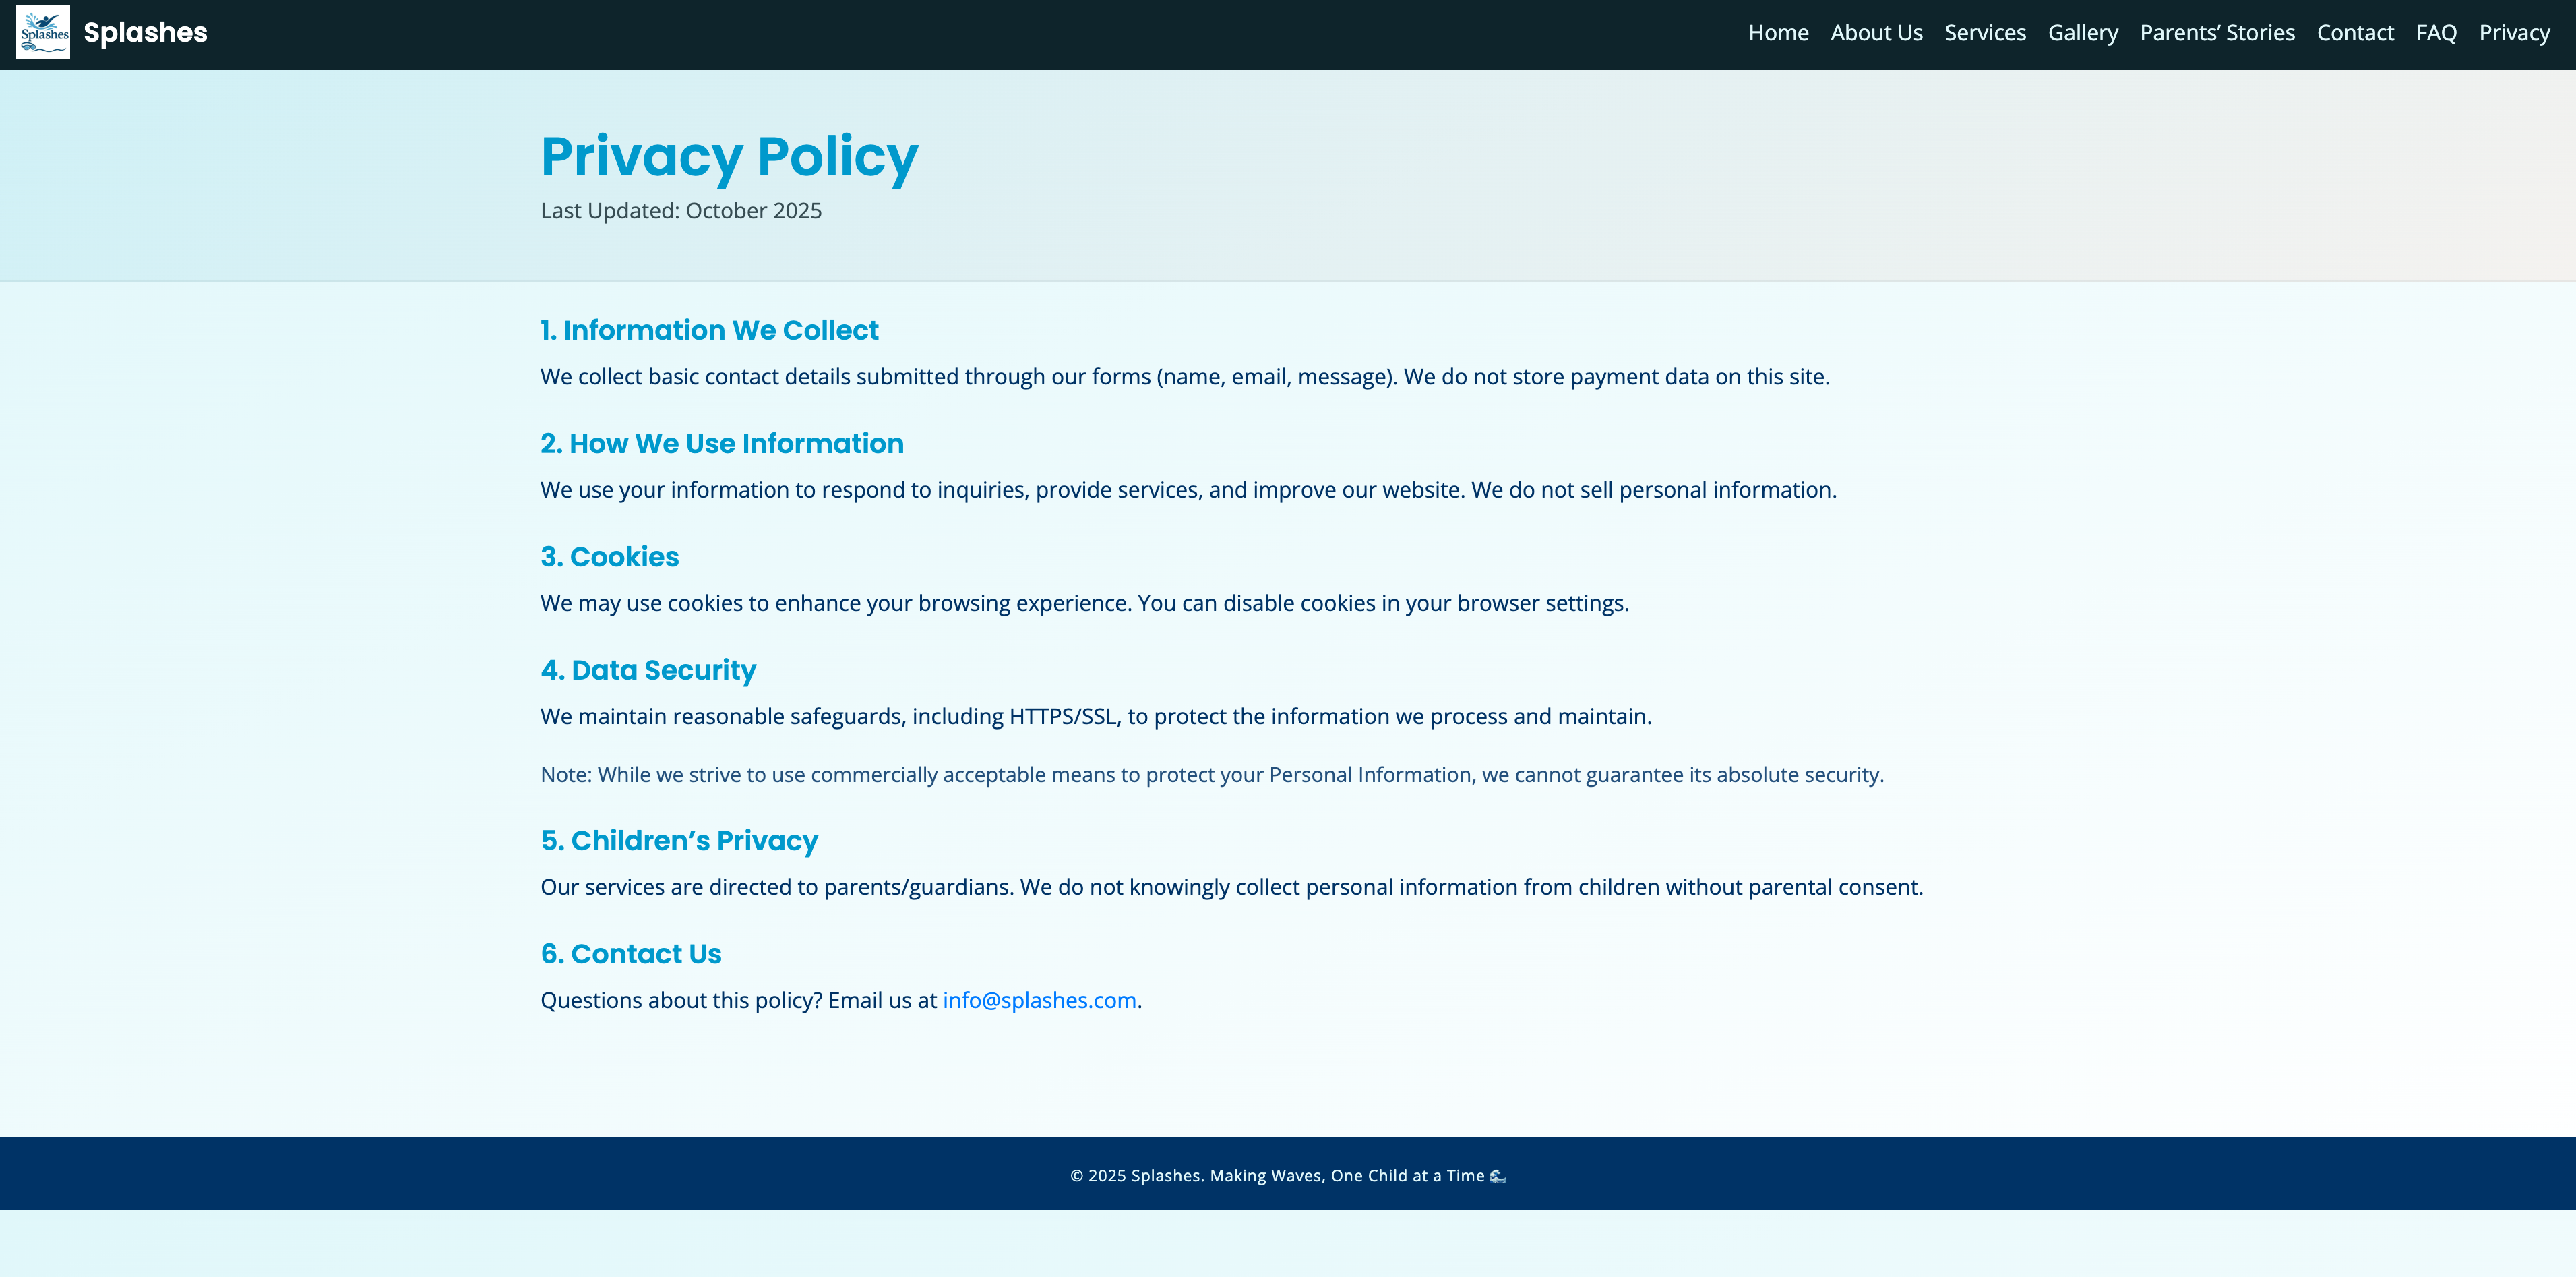 Splashes
Splashes
Home About Us Services Gallery Parents’ Stories Contact FAQ Privacy
Privacy Policy
Last Updated: October 2025
1. Information We Collect
We collect basic contact details submitted through our forms (name, email, message). We do not store payment data on this site.
2. How We Use Information
We use your information to respond to inquiries, provide services, and improve our website. We do not sell personal information.
3. Cookies
We may use cookies to enhance your browsing experience. You can disable cookies in your browser settings.
4. Data Security
We maintain reasonable safeguards, including HTTPS/SSL, to protect the information we process and maintain.
Note: While we strive to use commercially acceptable means to protect your Personal Information, we cannot guarantee its absolute security.
5. Children’s Privacy
Our services are directed to parents/guardians. We do not knowingly collect personal information from children without parental consent.
6. Contact Us
Questions about this policy? Email us at info@splashes.com.
© 2025 Splashes. Making Waves, One Child at a Time 🌊